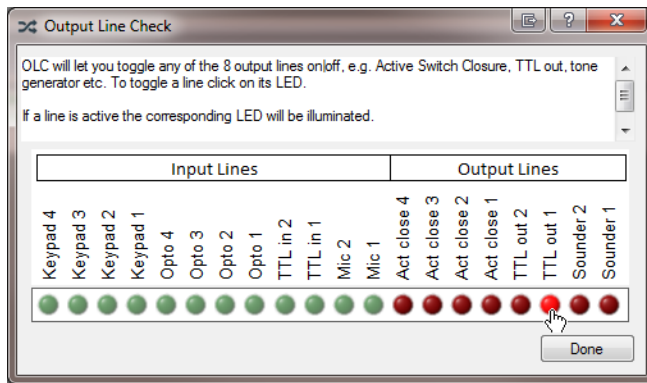 Output Line Check
OLC will let you toggle any of the 8 output lines on|off, e.g. Active Switch Closure, TTL out, tone
generator etc. To toggle a line click on its LED.
If a line is active the corresponding LED will be illuminated.
Input Lines
Output Lines
Keypad 4
Keypad 3
Keypad 2
Keypad 1
Opto 4
Opto 3
Opto 2
Opto 1
TTL in 2
TTL in 1
Mic 2
Mic 1
Act close 4
Act close 3
Act close 2
Act close 1
TTL out 2
TTL out 1
Sounder 2
Sounder 1
Done